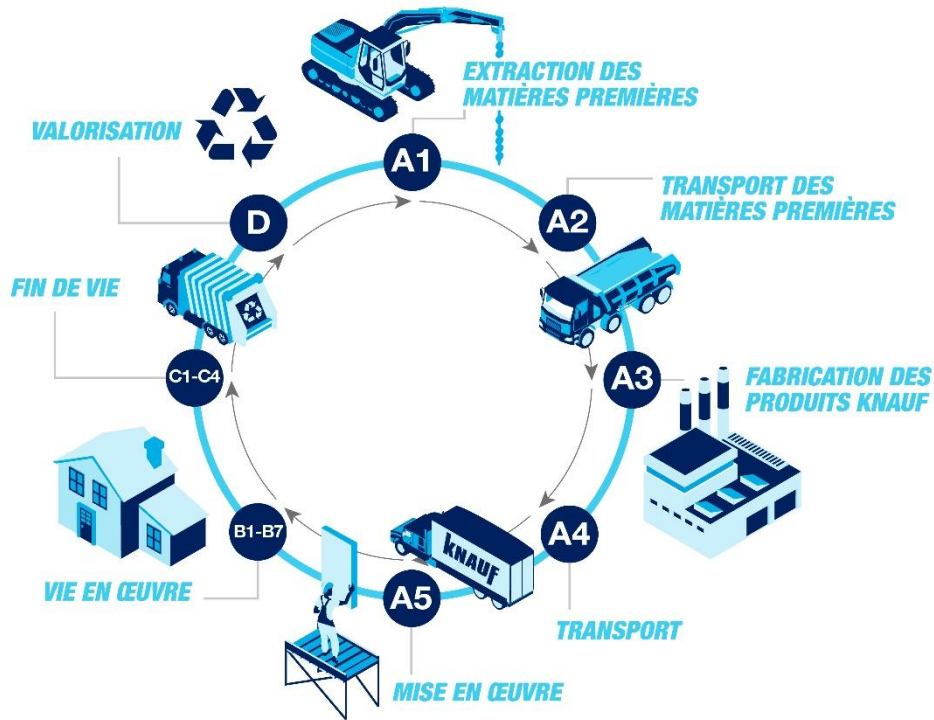 EXTRACTION DES
MATIÈRES PREMIÈRES
A1
TRANSPORT DES
MATIÈRES PREMIÈRES
A2
FABRICATION DES
PRODUITS KNAUF
A3
A4
TRANSPORT
KNAUF
A5
MISE EN ŒUVRE
B1-B7
VIE EN ŒUVRE
C1-C4
FIN DE VIE
D
VALORISATION